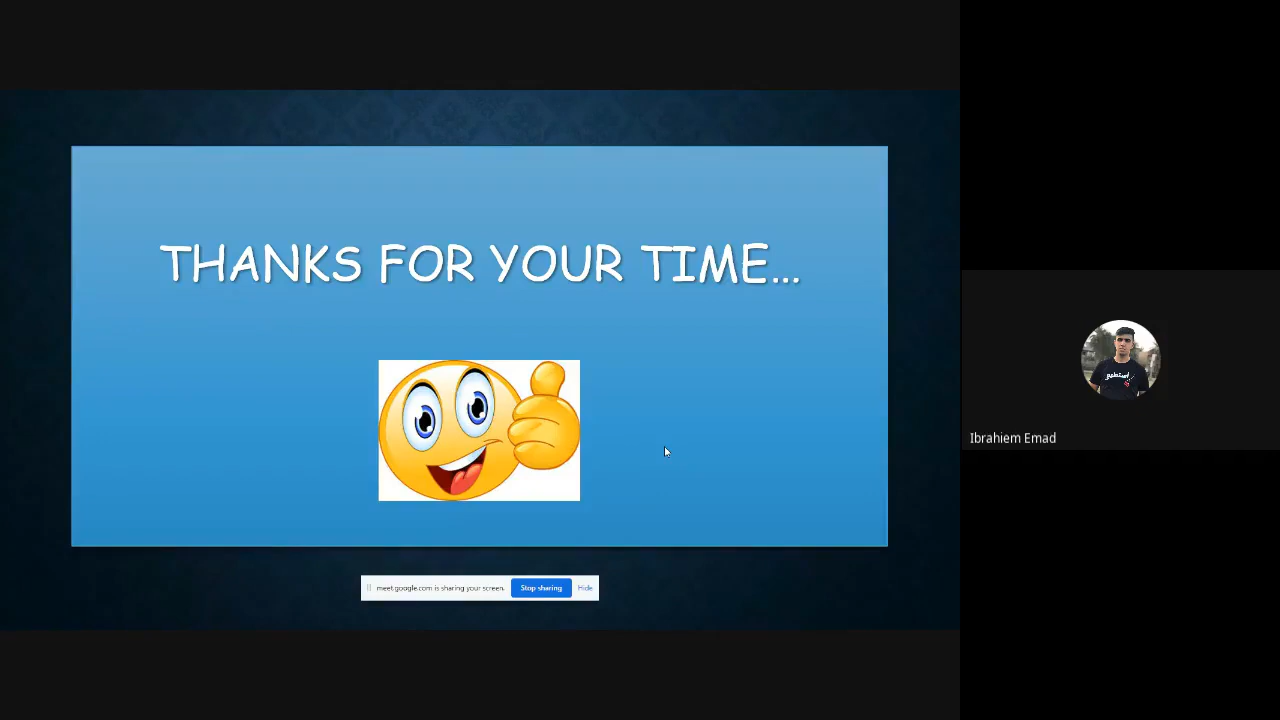 THANKS FOR YOUR TIME...
meet.google.com is sharing your screen.
Stop sharing
Hide
Ibrahiem Emad